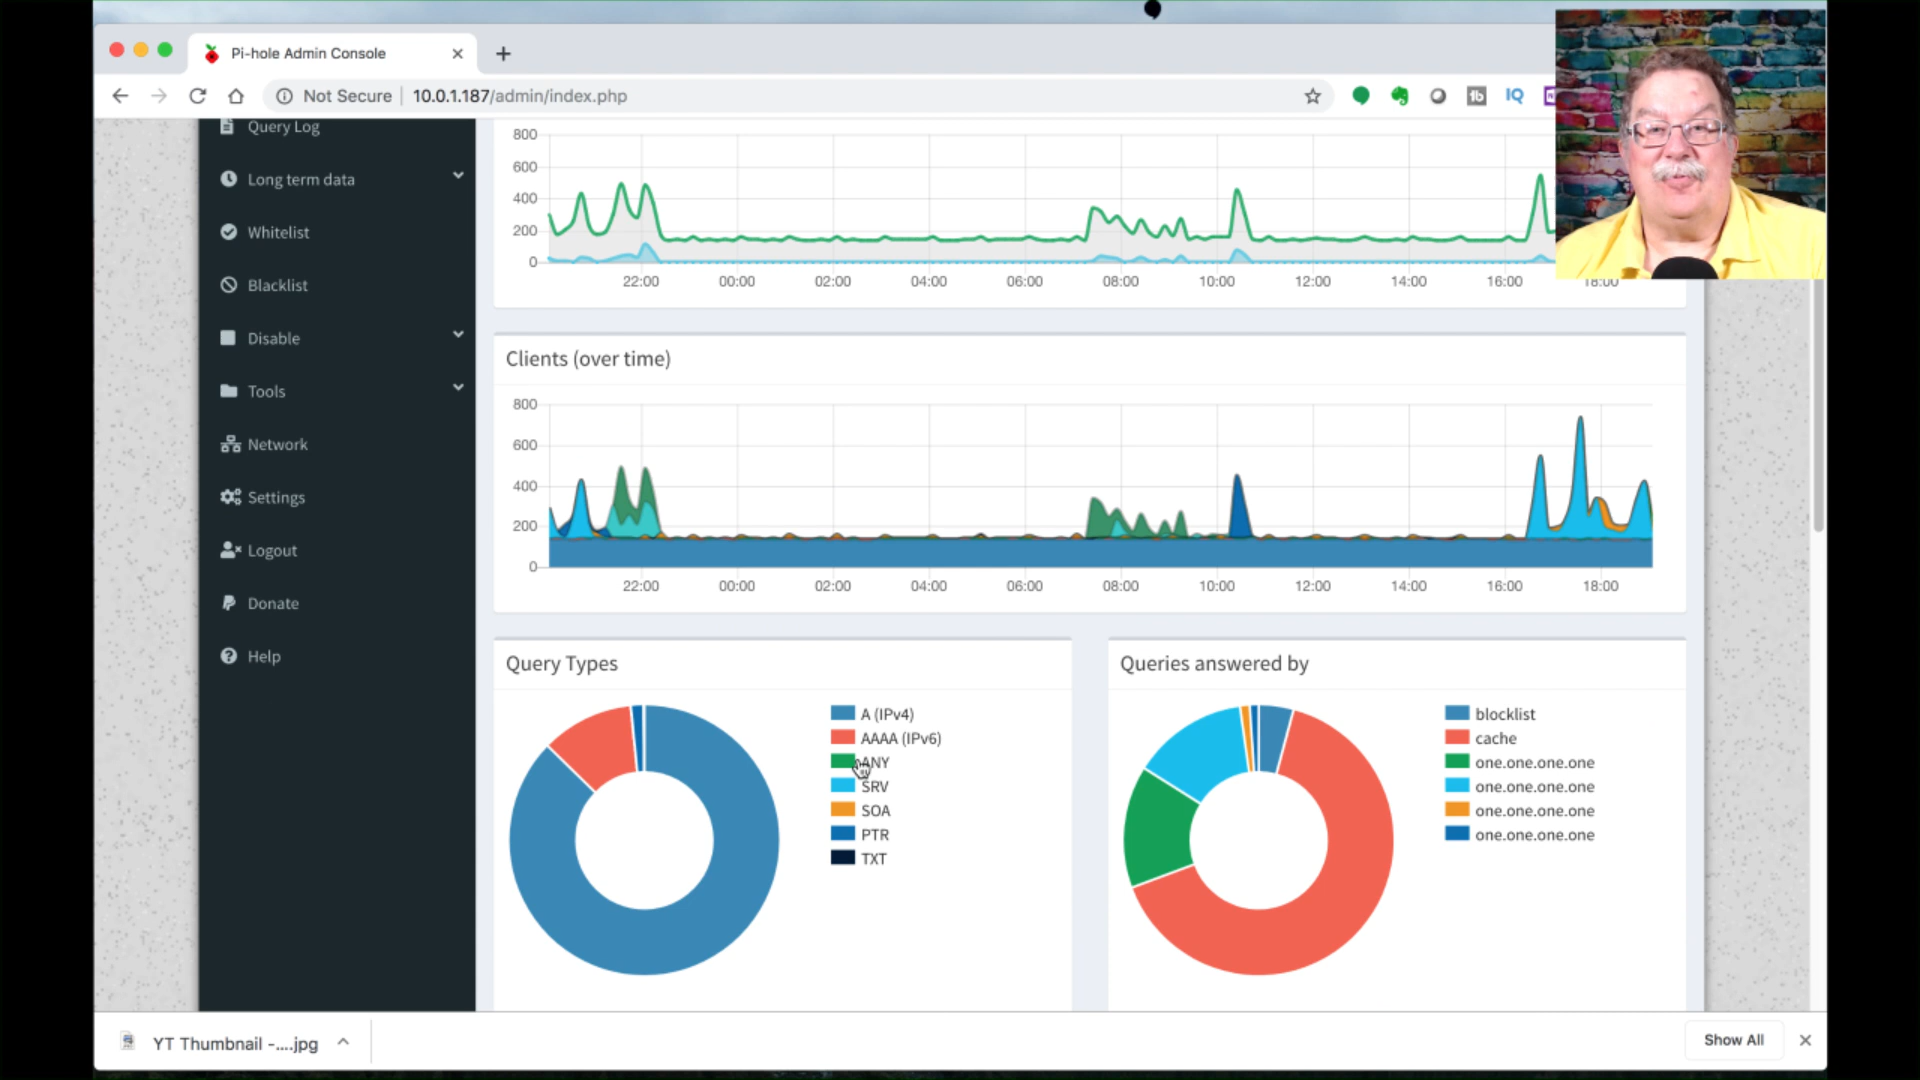 Pi-hole Admin Console
Not Secure | 10.0.1.187/admin/index.php
1b
IQ
Query Log
Long term data
Whitelist
Blacklist
Disable
Tools
Network
Settings
Logout
Donate
Help
800
600
400
200
0
22:00 00:00 02:00 04:00 06:00 08:00 10:00 12:00 14:00 16:00 18:00
Clients (over time)
800
600
400
200
0
22:00 00:00 02:00 04:00 06:00 08:00 10:00 12:00 14:00 16:00 18:00
Query Types
A (IPv4)
AAAA (IPv6)
ANY
SRV
SOA
PTR
TXT
Queries answered by
blocklist
cache
one.one.one.one
one.one.one.one
one.one.one.one
one.one.one.one
YT Thumbnail -....jpg
Show All